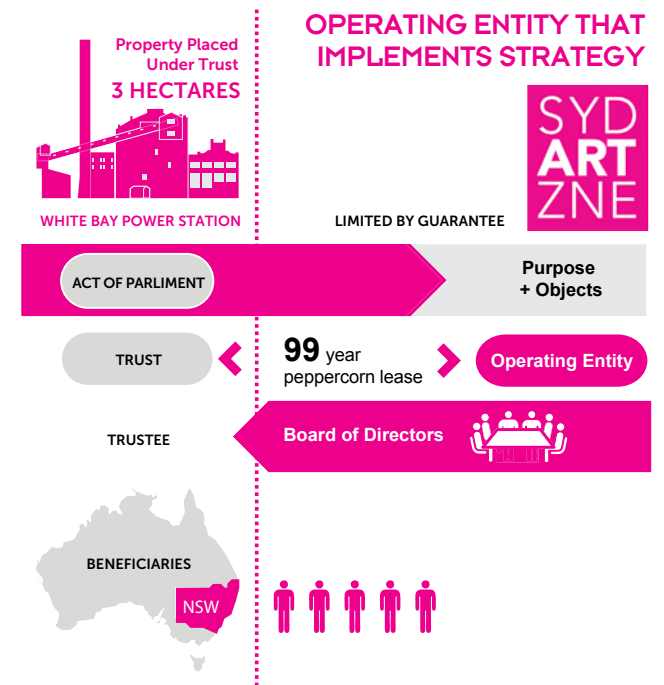 Property Placed
Under Trust
3 HECTARES
WHITE BAY POWER STATION
OPERATING ENTITY THAT
IMPLEMENTS STRATEGY
SYD
ART
ZNE
LIMITED BY GUARANTEE
ACT OF PARLIMENT
Purpose
+ Objects
TRUST
99 year
peppercorn lease
Operating Entity
TRUSTEE
Board of Directors
BENEFICIARIES
NSW